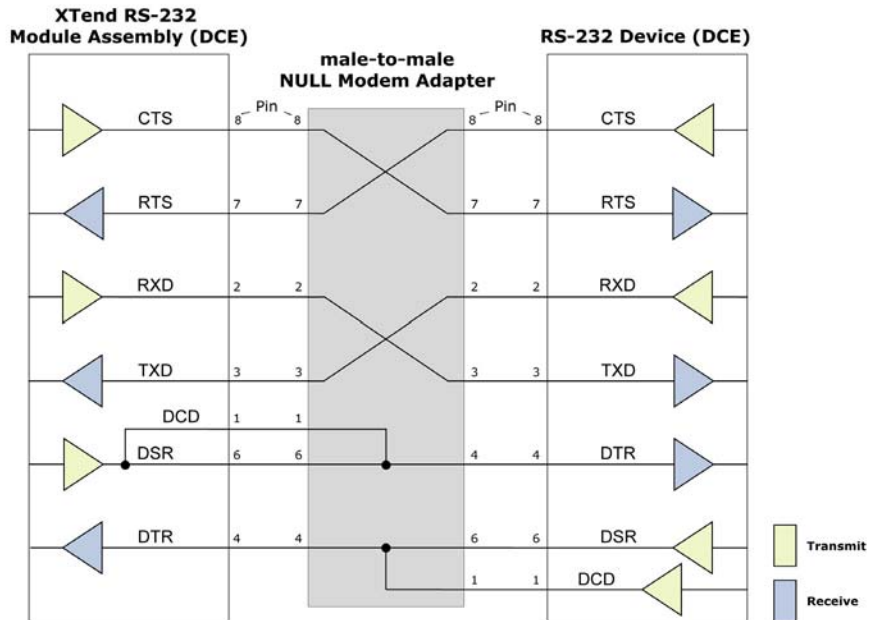 XTend RS-232
Module Assembly (DCE)
male-to-male
NULL Modem Adapter
RS-232 Device (DCE)
CTS 8 Pin 8 8 Pin 8 CTS
RTS 7 7 7 7 RTS
RXD 2 2 2 2 RXD
TXD 3 3 3 3 TXD
DCD 1 1
DSR 6 6 4 4 DTR
DTR 4 4 6 6 DSR
1 1 DCD
Transmit
Receive